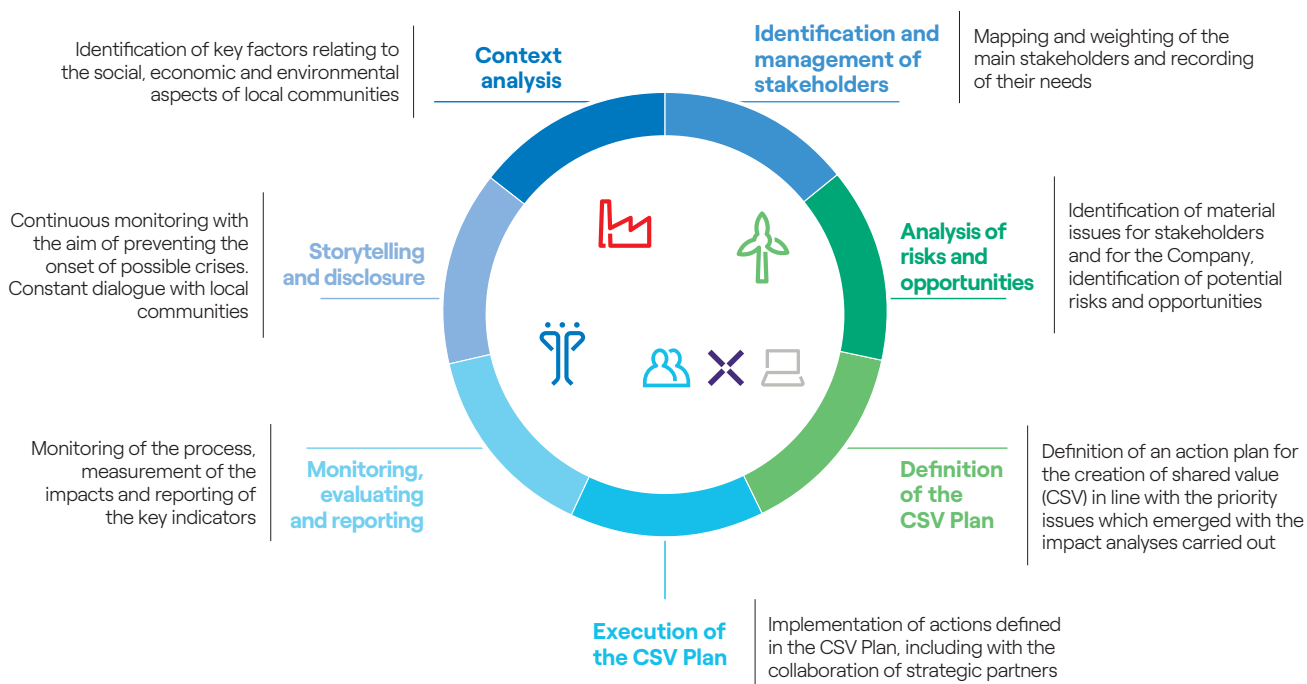 Context
analysis
Identification of key factors relating to
the social, economic and environmental
aspects of local communities
Identification and
management of
stakeholders
Mapping and weighting of the
main stakeholders and recording
of their needs
Analysis of
risks and
opportunities
Identification of material
issues for stakeholders
and for the Company,
identification of potential
risks and opportunities
Definition
of the
CSV Plan
Definition of an action plan for
the creation of shared value
(CSV) in line with the priority
issues which emerged with the
impact analyses carried out
Execution of
the CSV Plan
Implementation of actions defined
in the CSV Plan, including with the
collaboration of strategic partners
Monitoring,
evaluating
and reporting
Monitoring of the process,
measurement of the
impacts and reporting of
the key indicators
Storytelling
and disclosure
Continuous monitoring with
the aim of preventing the
onset of possible crises.
Constant dialogue with local
communities